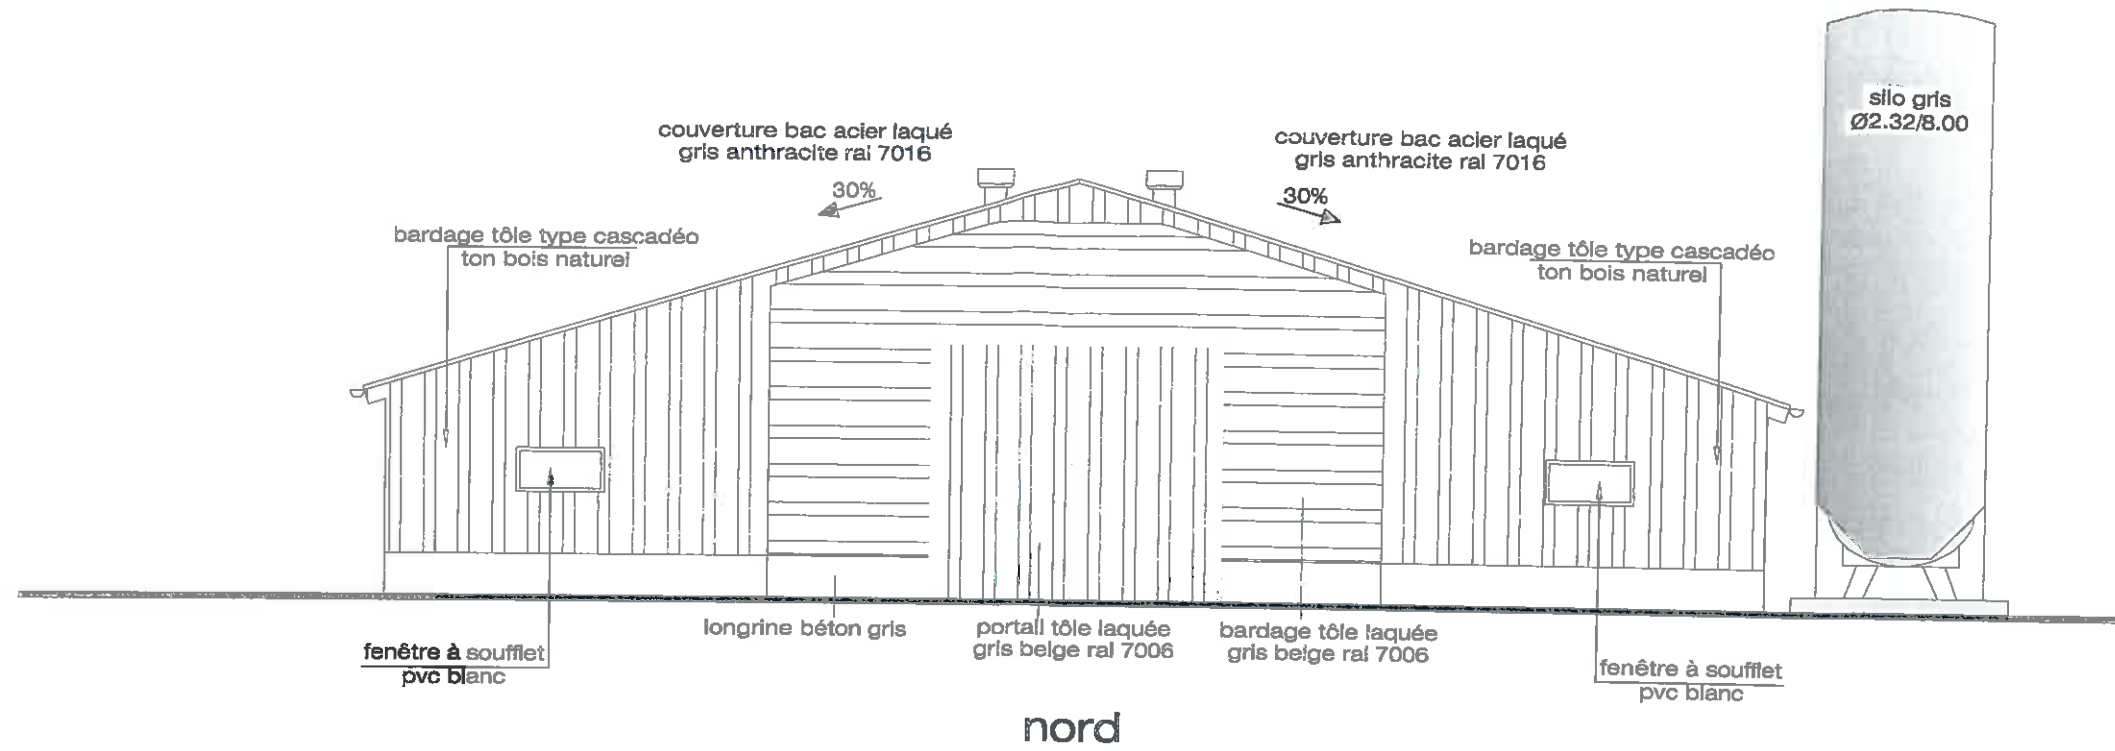 silo gris
Ø2.32/8.00
couverture bac acier laqué
gris anthracite ral 7016
30%
couverture bac acier laqué
gris anthracite ral 7016
30%
bardage tôle type cascadéo
ton bois naturel
bardage tôle type cascadéo
ton bois naturel
longrine béton gris
portail tôle laquée
gris beige ral 7006
bardage tôle laquée
gris beige ral 7006
fenêtre à soufflet
pvc blanc
fenêtre à soufflet
pvc blanc
nord